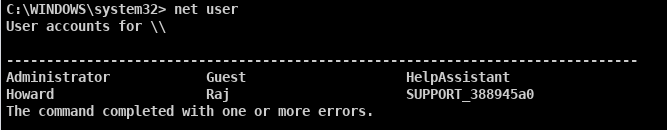 C:\WINDOWS\system32> net user
User accounts for \\
-------------------------------------------------------------------------------
Administrator Guest HelpAssistant
Howard Raj SUPPORT_388945a0
The command completed with one or more errors.